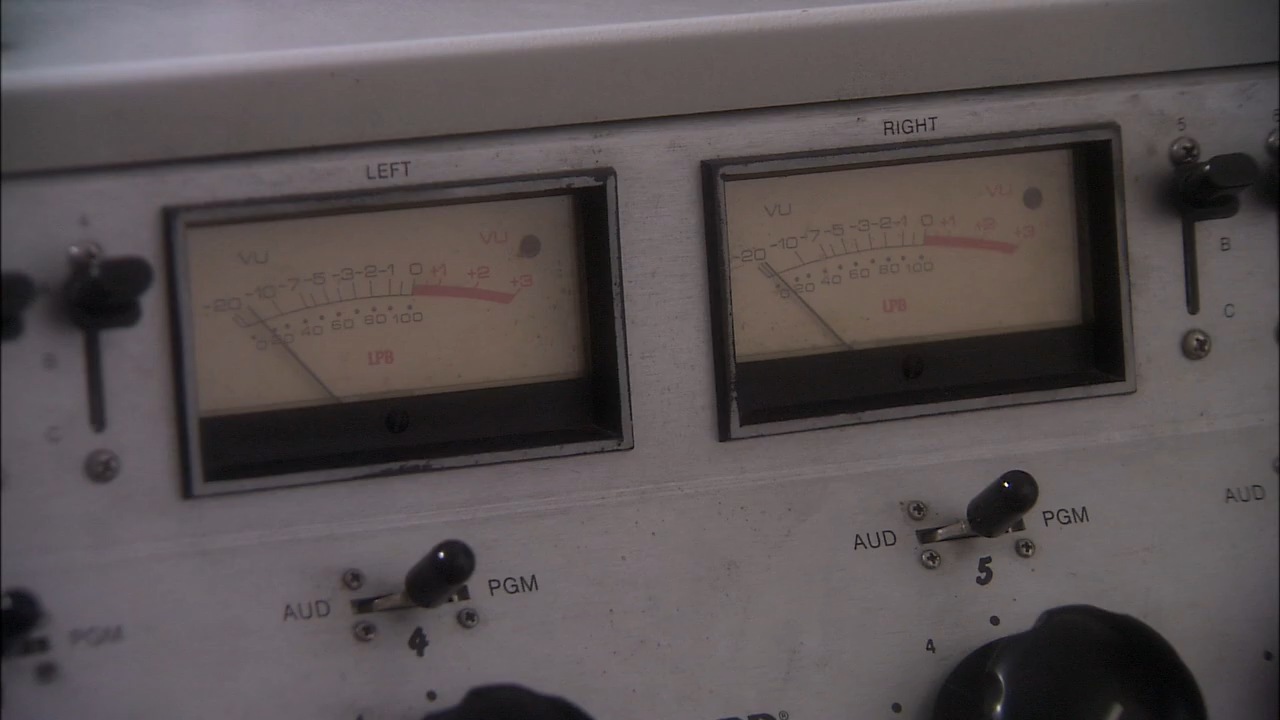 LEFT
RIGHT
VU VU
-20 -10 -7 -5 -3 -2 -1 0 +1 +2 +3
40 60 80 100
LPB
VU VU
-20 -10 -7 -5 -3 -2 -1 0 +1 +2 +3
0 20 40 60 80 100
LPB
4
B
C
5
B
C
AUD PGM
4
AUD PGM
5
AUD
PGM
4